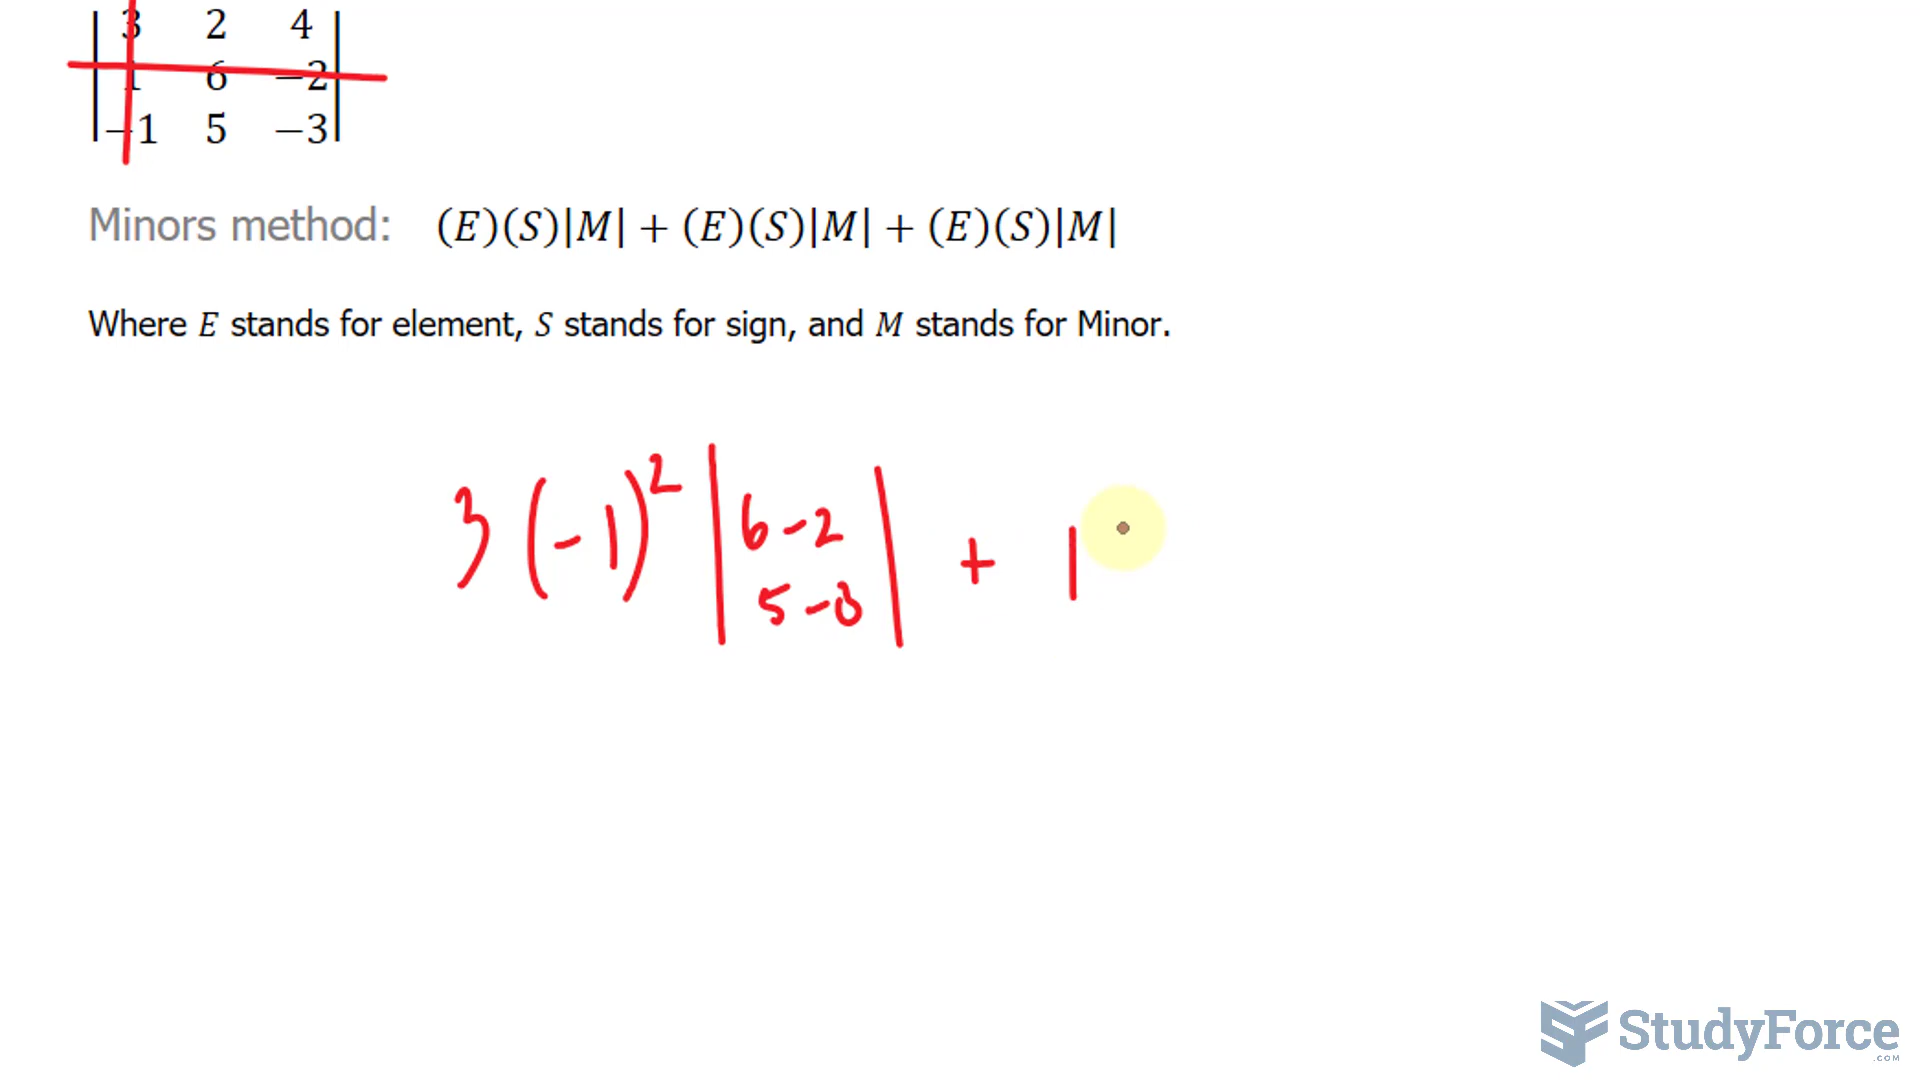 3 2 4
1 6 −2
−1 5 −3
Minors method: (E)(S)|M| + (E)(S)|M| + (E)(S)|M|
Where E stands for element, S stands for sign, and M stands for Minor.
3 (-1)² | 6 -2 | + 1
5 -3
StudyForce
.COM